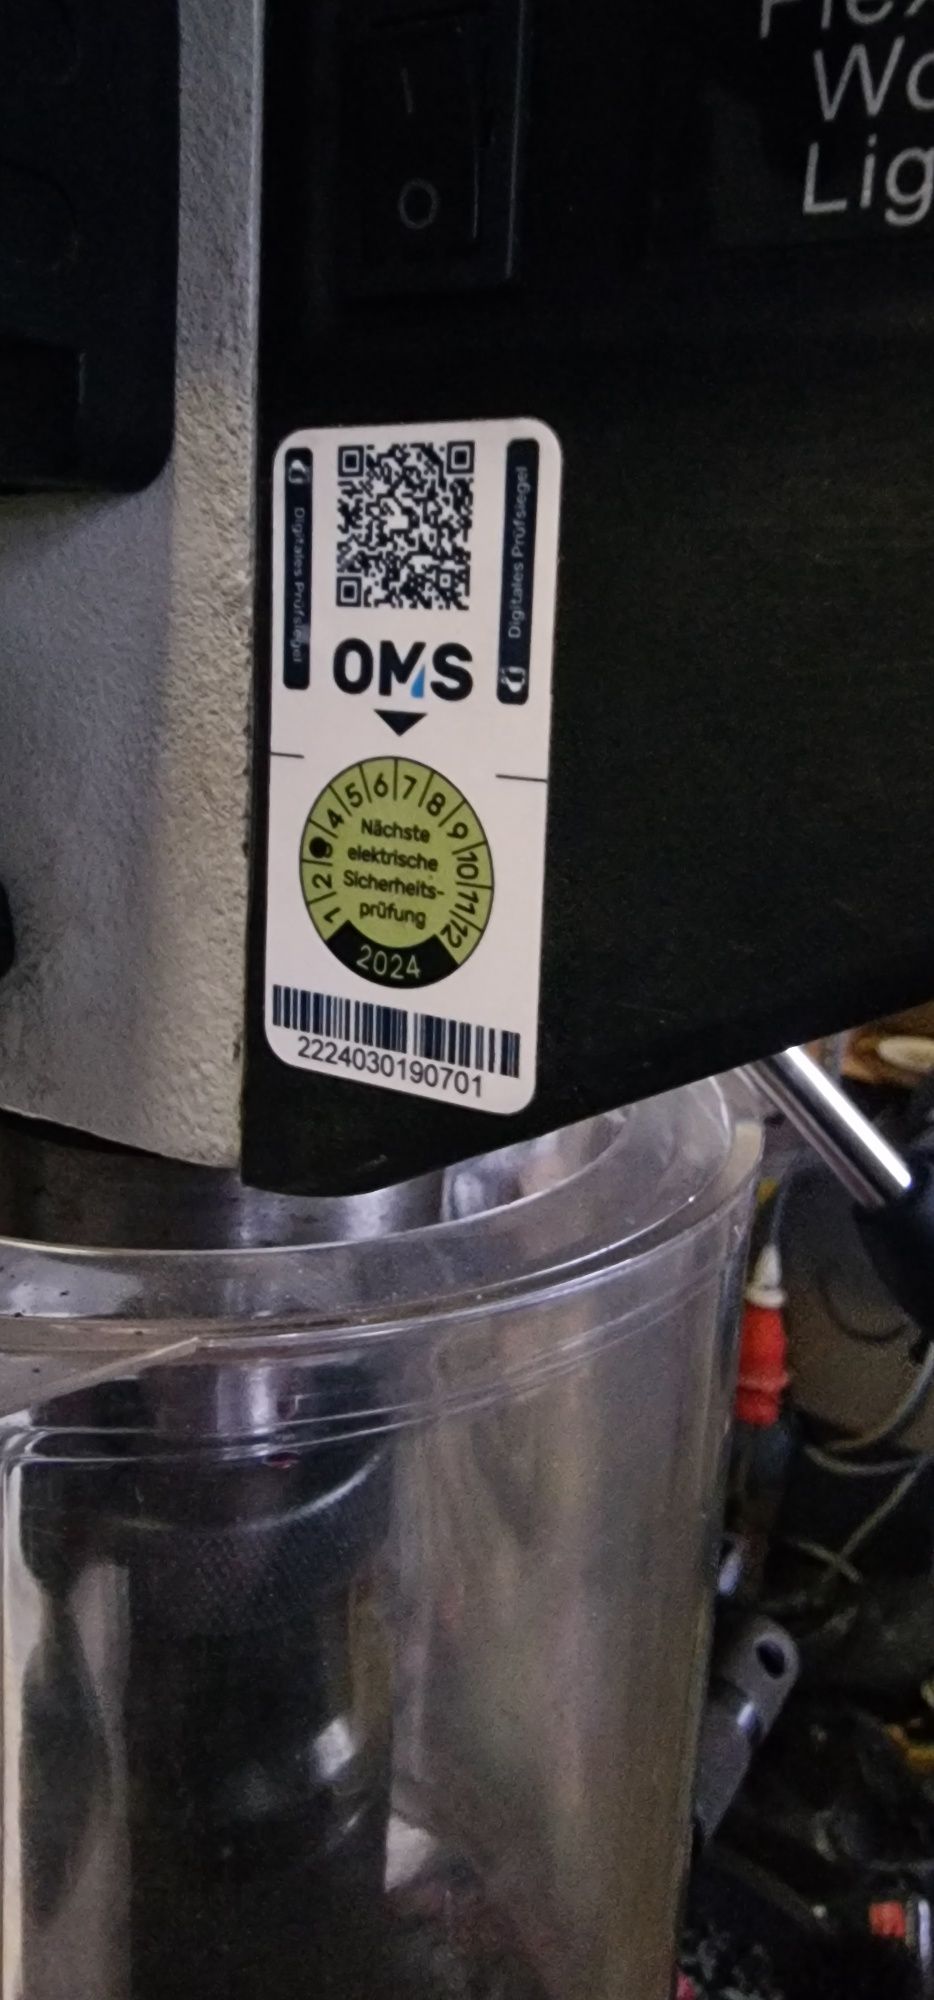 Wo
Lig
Digitales Prüfsiegel
Digitales Prüfsiegel
OMS
1 2 3 4 5 6 7 8 9 10 11 12
Nächste
elektrische
Sicherheits-
prüfung
2024
2224030190701